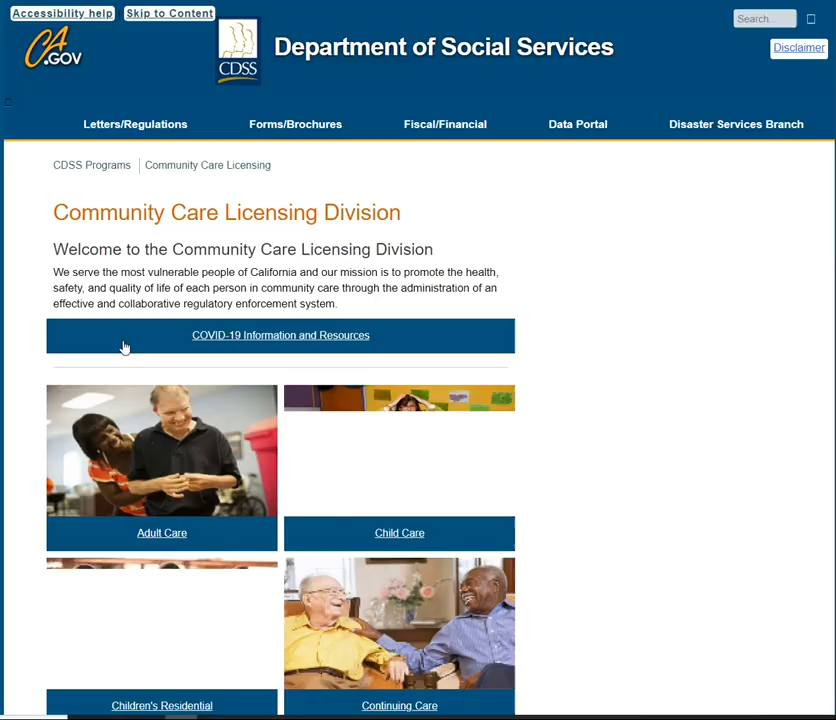 Accessibility help
Skip to Content
Search...
CA
.GOV
CDSS
Department of Social Services
Disclaimer
Letters/Regulations
Forms/Brochures
Fiscal/Financial
Data Portal
Disaster Services Branch
CDSS Programs
Community Care Licensing
Community Care Licensing Division
Welcome to the Community Care Licensing Division
We serve the most vulnerable people of California and our mission is to promote the health,
safety, and quality of life of each person in community care through the administration of an
effective and collaborative regulatory enforcement system.
COVID-19 Information and Resources
Adult Care
Child Care
Children's Residential
Continuing Care